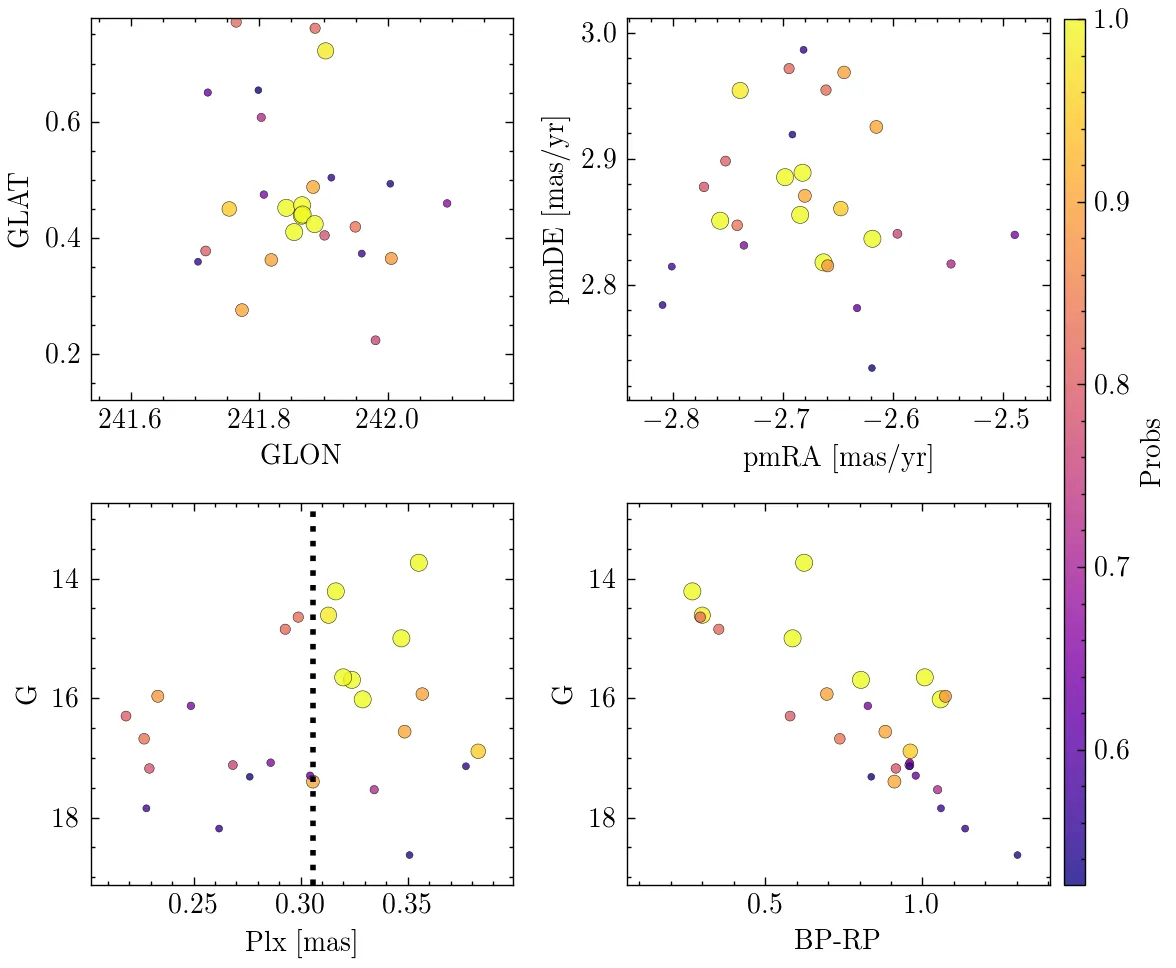 0.6
0.4
0.2
GLAT
241.6 241.8 242.0
GLON
3.0
2.9
2.8
pmDE [mas/yr]
−2.8 −2.7 −2.6 −2.5
pmRA [mas/yr]
14
16
18
G
0.25 0.30 0.35
Plx [mas]
14
16
18
G
0.5 1.0
BP-RP
1.0
0.9
0.8
0.7
0.6
Probs